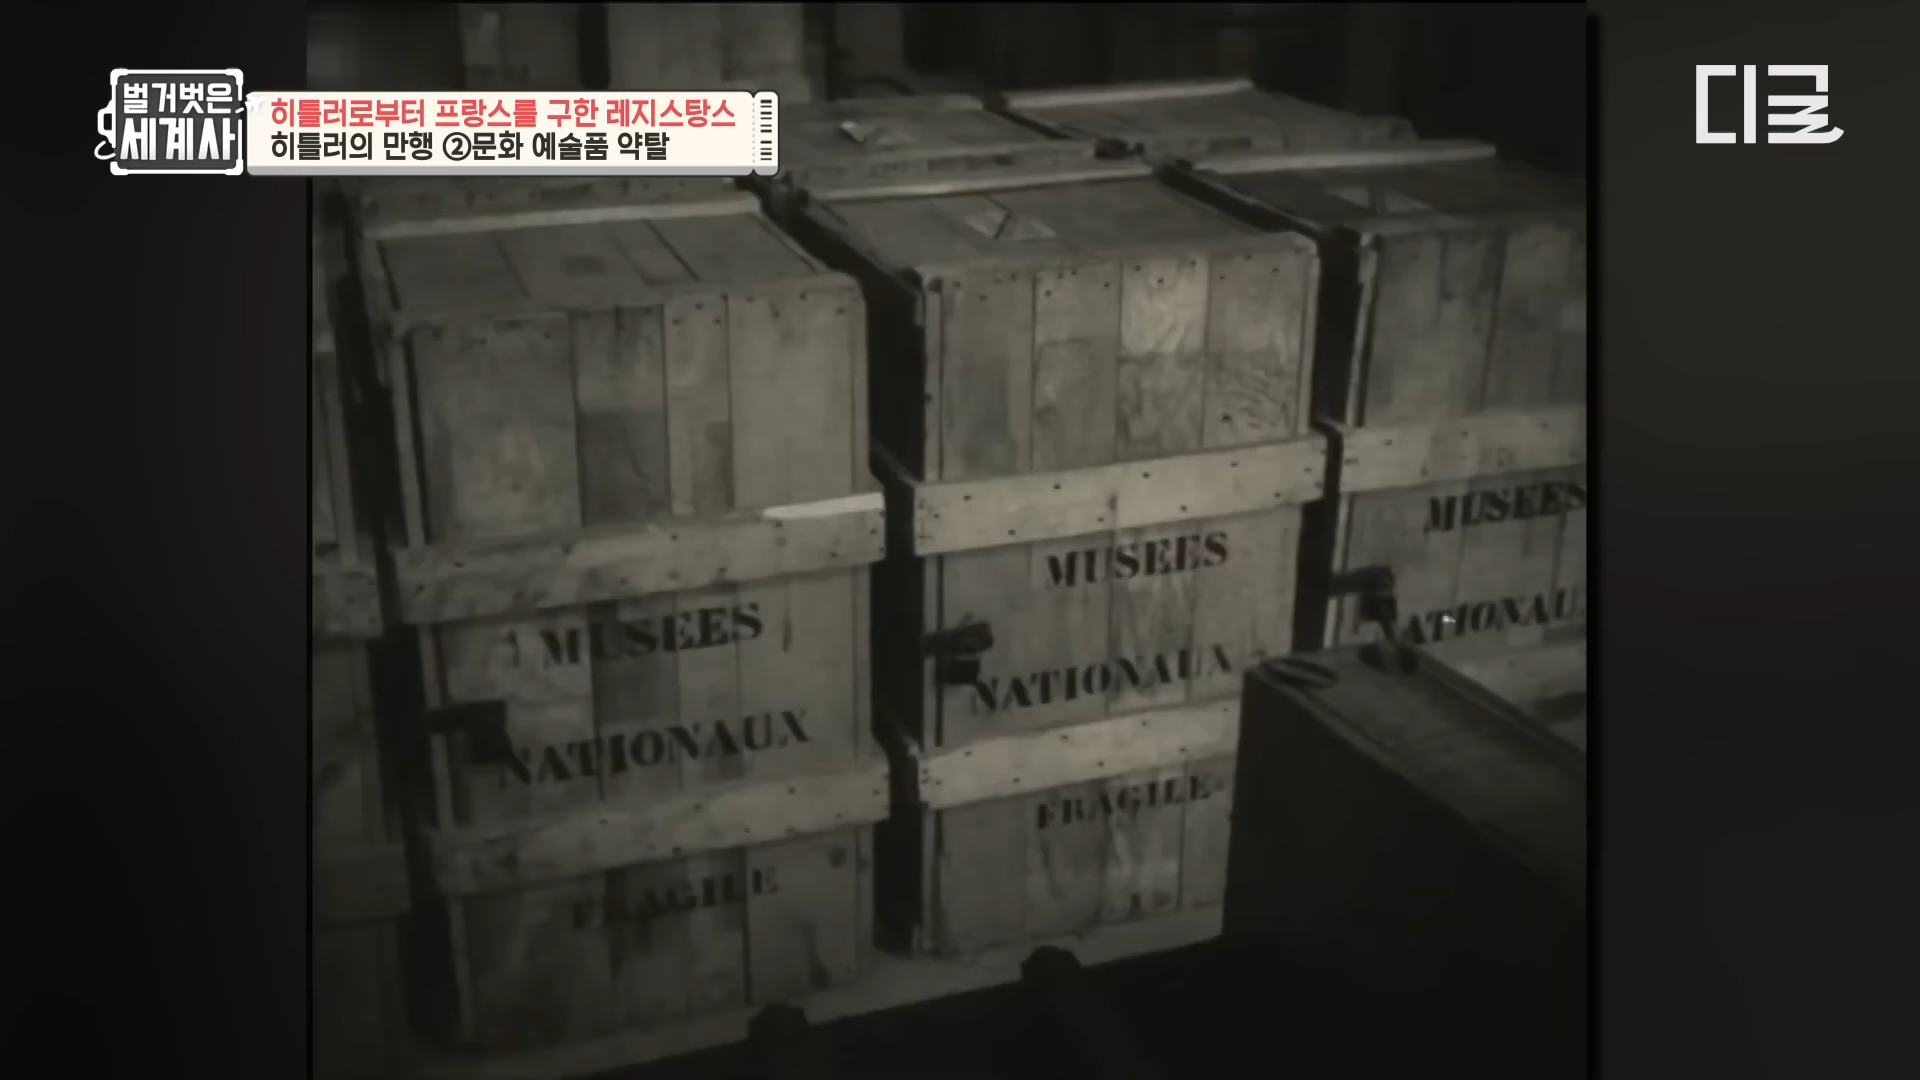 벌거벗은
세계사
히틀러로부터 프랑스를 구한 레지스탕스
히틀러의 만행 ②문화 예술품 약탈
디글
MUSEES
NATIONAUX
FRAGILE
MUSEES
NATIONAUX
FRAGILE
MUSEES